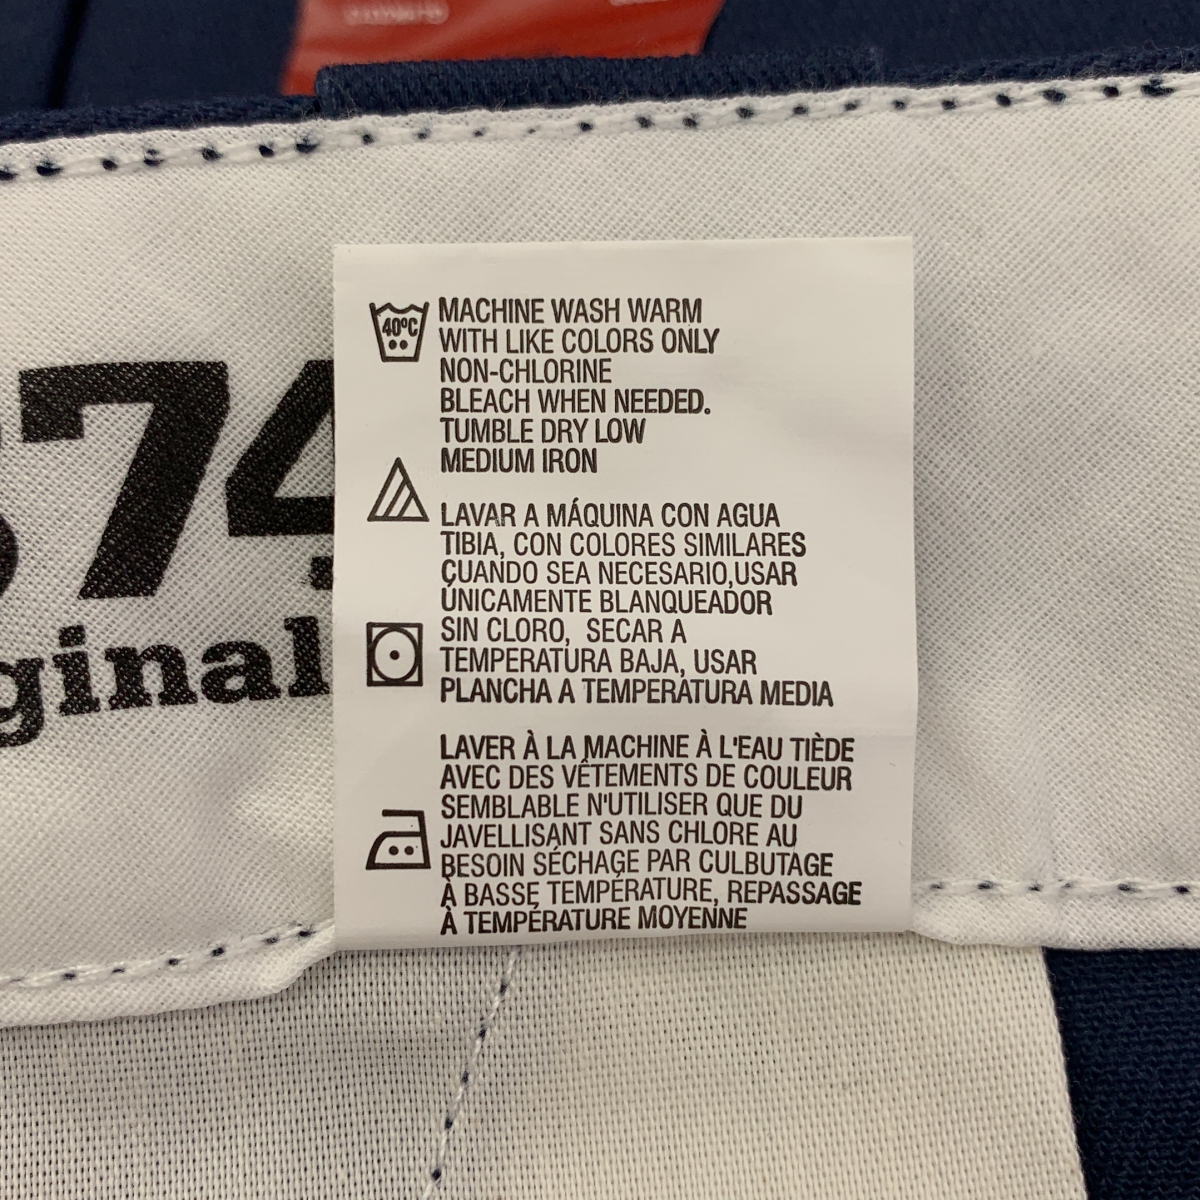 40ºC
MACHINE WASH WARM
WITH LIKE COLORS ONLY
NON-CHLORINE
BLEACH WHEN NEEDED.
TUMBLE DRY LOW
MEDIUM IRON
LAVAR A MÁQUINA CON AGUA
TIBIA, CON COLORES SIMILARES
CUANDO SEA NECESARIO,USAR
ÚNICAMENTE BLANQUEADOR
SIN CLORO, SECAR A
TEMPERATURA BAJA, USAR
PLANCHA A TEMPERATURA MEDIA
LAVER À LA MACHINE À L'EAU TIÈDE
AVEC DES VÊTEMENTS DE COULEUR
SEMBLABLE N'UTILISER QUE DU
JAVELLISANT SANS CHLORE AU
BESOIN SÉCHAGE PAR CULBUTAGE
À BASSE TEMPÉRATURE, REPASSAGE
À TEMPÉRATURE MOYENNE
74
ginal